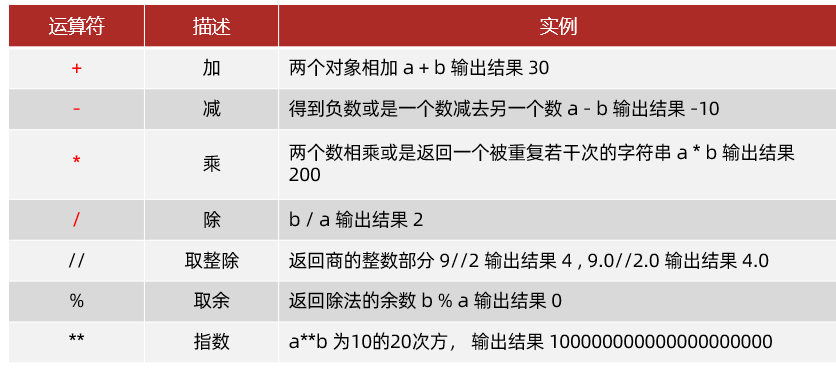 运算符 描述 实例
+ 加 两个对象相加 a + b 输出结果 30
- 减 得到负数或是一个数减去另一个数 a - b 输出结果 -10
* 乘 两个数相乘或是返回一个被重复若干次的字符串 a * b 输出结果
200
/ 除 b / a 输出结果 2
// 取整除 返回商的整数部分 9//2 输出结果 4 , 9.0//2.0 输出结果 4.0
% 取余 返回除法的余数 b % a 输出结果 0
** 指数 a**b 为10的20次方， 输出结果 100000000000000000000